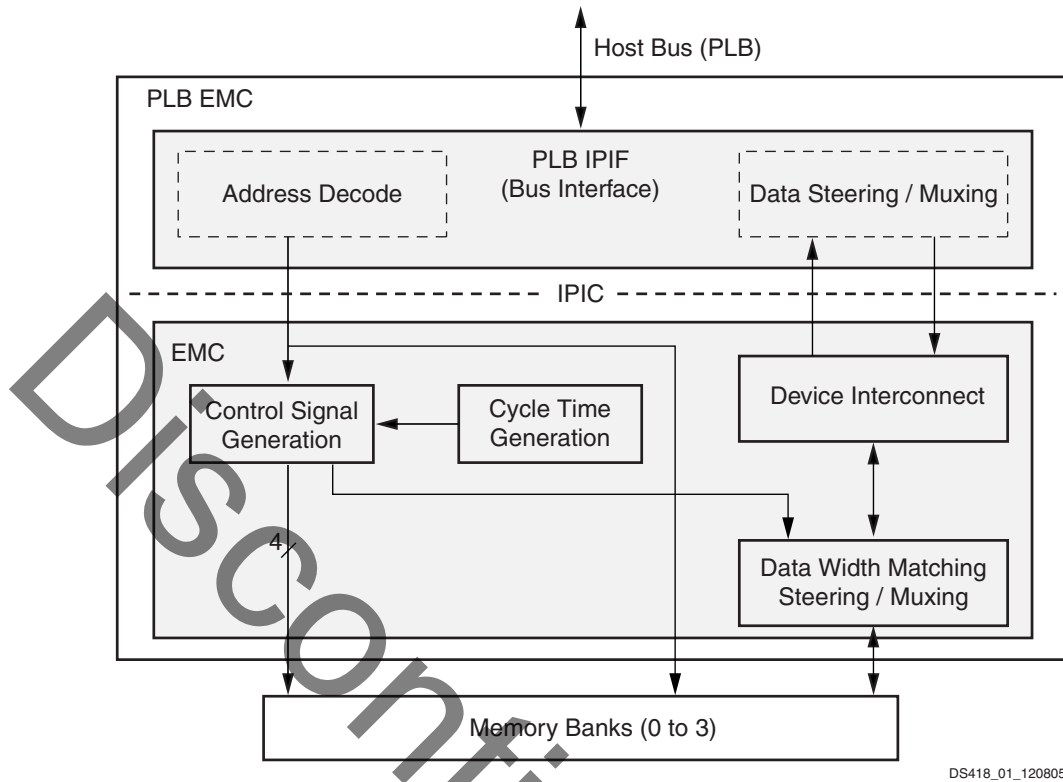 Host Bus (PLB)
PLB EMC
PLB IPIF
(Bus Interface)
Address Decode
Data Steering / Muxing
IPIC
EMC
Control Signal
Generation
Cycle Time
Generation
Device Interconnect
4
Data Width Matching
Steering / Muxing
Memory Banks (0 to 3)
DS418_01_120805